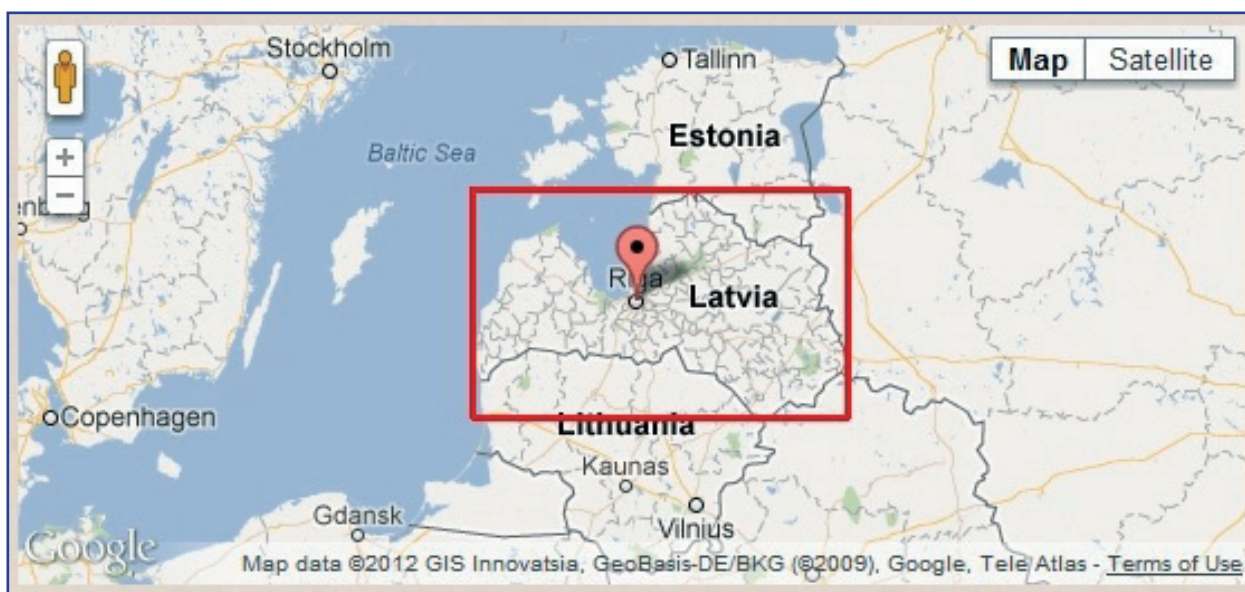 Stockholm
Tallinn
Map
Satellite
Estonia
Baltic Sea
+
−
Riga
Latvia
Copenhagen
Lithuania
Kaunas
Gdansk
Vilnius
Google
Map data ©2012 GIS Innovatsia, GeoBasis-DE/BKG (©2009), Google, Tele Atlas - Terms of Use